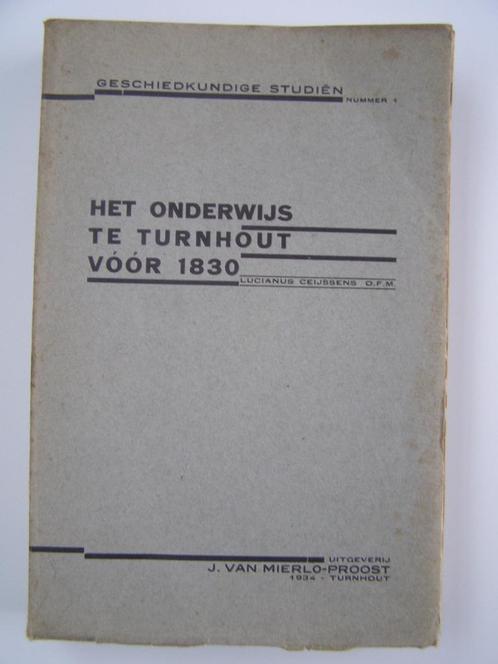 GESCHIEDKUNDIGE STUDIËN
NUMMER 1
HET ONDERWIJS
TE TURNHOUT
VÓÓR 1830
LUCIANUS CEIJSSENS O.F.M.
UITGEVERIJ
J. VAN MIERLO-PROOST
1934 - TURNHOUT